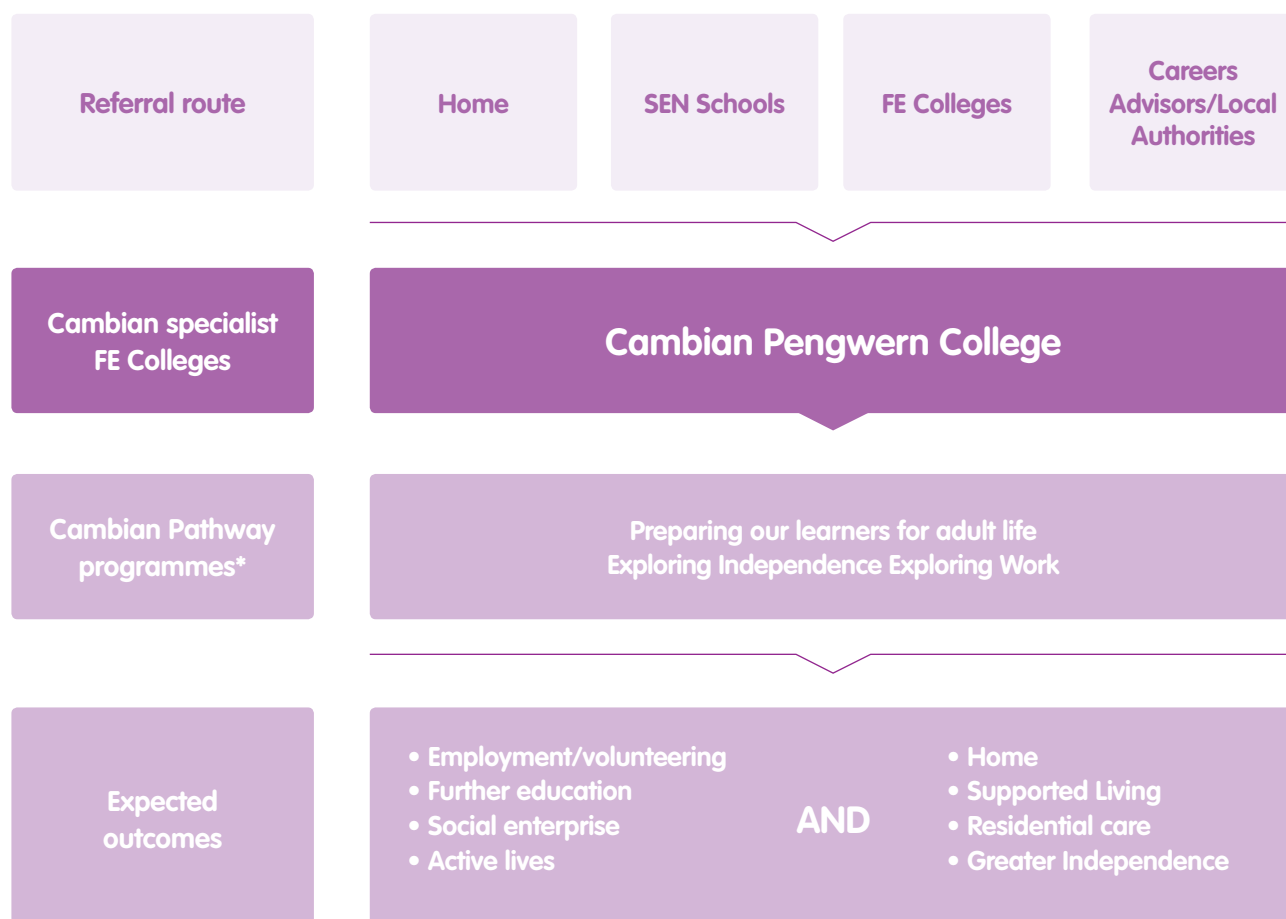 Referral route
Home
SEN Schools
FE Colleges
Careers
Advisors/Local
Authorities
Cambian specialist
FE Colleges
Cambian Pengwern College
Cambian Pathway
programmes*
Preparing our learners for adult life
Exploring Independence Exploring Work
Expected
outcomes
• Employment/volunteering
• Further education
• Social enterprise
• Active lives
AND
• Home
• Supported Living
• Residential care
• Greater Independence